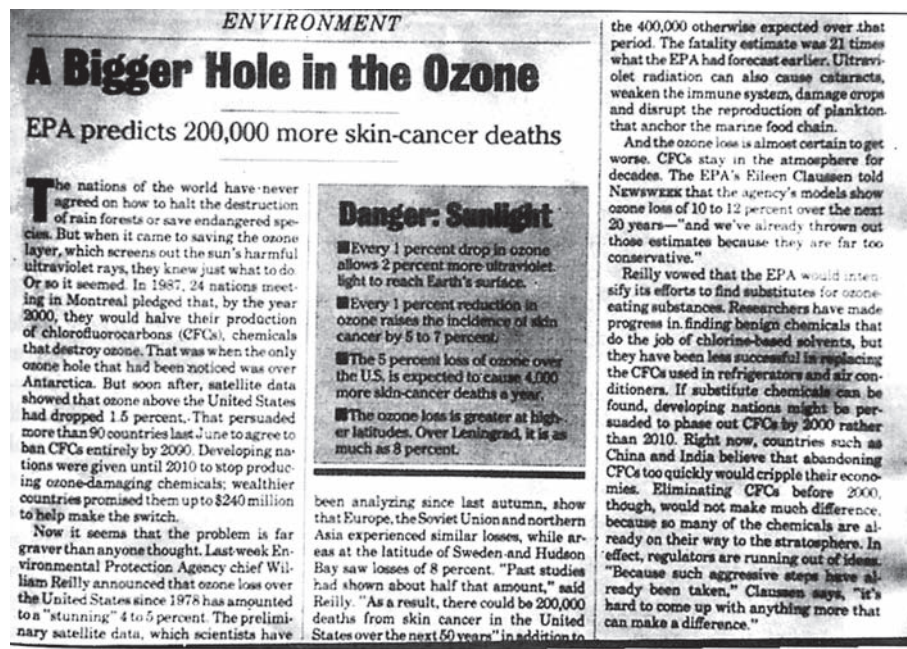 ENVIRONMENT
A Bigger Hole in the Ozone
EPA predicts 200,000 more skin-cancer deaths
The nations of the world have never
agreed on how to halt the destruction
of rain forests or save endangered spe-
cies. But when it came to saving the ozone
layer, which screens out the sun's harmful
ultraviolet rays, they knew just what to do.
Or so it seemed. In 1987, 24 nations meet-
ing in Montreal pledged that, by the year
2000, they would halve their production
of chlorofluorocarbons (CFCs), chemicals
that destroy ozone. That was when the only
ozone hole that had been noticed was over
Antarctica. But soon after, satellite data
showed that ozone above the United States
had dropped 1.5 percent. That persuaded
more than 90 countries last June to agree to
ban CFCs entirely by 2000. Developing na-
tions were given until 2010 to stop produc-
ing ozone-damaging chemicals; wealthier
countries promised them up to $240 million
to help make the switch.
Now it seems that the problem is far
graver than anyone thought. Last week En-
vironmental Protection Agency chief Wil-
liam Reilly announced that ozone loss over
the United States since 1978 has amounted
to a "stunning" 4 to 5 percent. The prelimi-
nary satellite data, which scientists have
Danger: Sunlight
■Every 1 percent drop in ozone
allows 2 percent more ultraviolet
light to reach Earth's surface.
■Every 1 percent reduction in
ozone raises the incidence of skin
cancer by 5 to 7 percent.
■The 5 percent loss of ozone over
the U.S. is expected to cause 4,000
more skin-cancer deaths a year.
■The ozone loss is greater at high-
er latitudes. Over Leningrad, it is as
much as 8 percent.
been analyzing since last autumn, show
that Europe, the Soviet Union and northern
Asia experienced similar losses, while ar-
eas at the latitude of Sweden and Hudson
Bay saw losses of 8 percent. "Past studies
had shown about half that amount," said
Reilly. "As a result, there could be 200,000
deaths from skin cancer in the United
States over the next 50 years" in addition to
the 400,000 otherwise expected over that
period. The fatality estimate was 21 times
what the EPA had forecast earlier. Ultravi-
olet radiation can also cause cataracts,
weaken the immune system, damage crops
and disrupt the reproduction of plankton
that anchor the marine food chain.
And the ozone loss is almost certain to get
worse. CFCs stay in the atmosphere for
decades. The EPA's Eileen Claussen told
NEWSWEEK that the agency's models show
ozone loss of 10 to 12 percent over the next
20 years—"and we've already thrown out
those estimates because they are far too
conservative."
Reilly vowed that the EPA would inten-
sify its efforts to find substitutes for ozone-
eating substances. Researchers have made
progress in finding benign chemicals that
do the job of chlorine-based solvents, but
they have been less successful in replacing
the CFCs used in refrigerators and air con-
ditioners. If substitute chemicals can be
found, developing nations might be per-
suaded to phase out CFCs by 2000 rather
than 2010. Right now, countries such as
China and India believe that abandoning
CFCs too quickly would cripple their econo-
mies. Eliminating CFCs before 2000,
though, would not make much difference,
because so many of the chemicals are al-
ready on their way to the stratosphere. In
effect, regulators are running out of ideas.
"Because such aggressive steps have al-
ready been taken," Claussen says, "it's
hard to come up with anything more that
can make a difference."